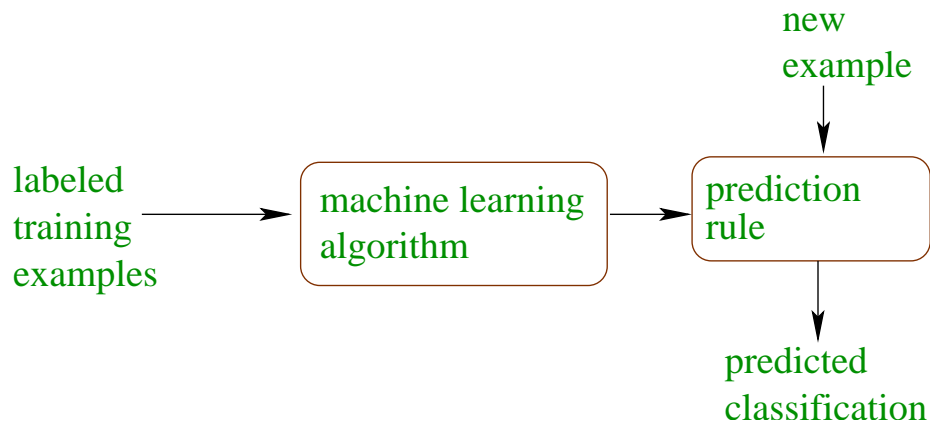 new
example
labeled
training
examples
machine learning
algorithm
prediction
rule
predicted
classification